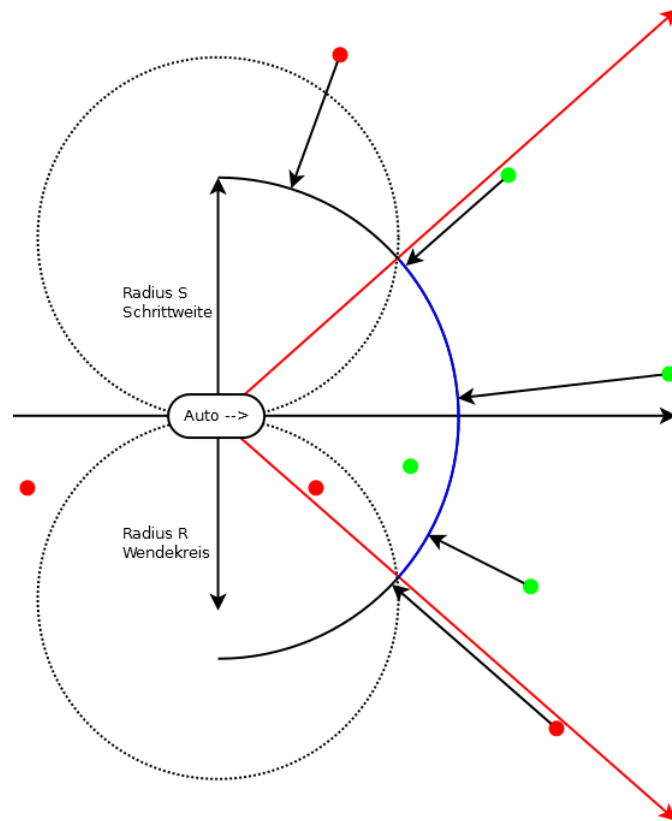 Radius S
Schrittweite
Auto -->
Radius R
Wendekreis